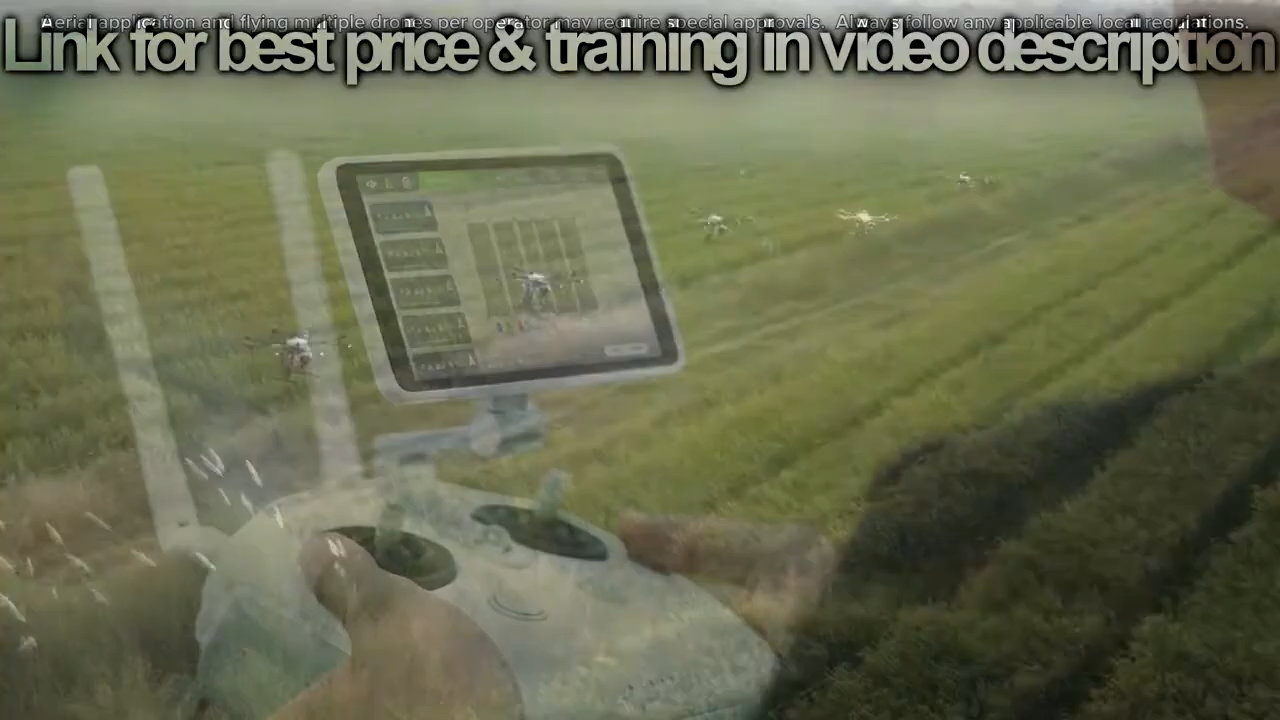 Aerial application and flying multiple drones per operator may require special approvals. Always follow any applicable local regulations.
Link for best price & training in video description